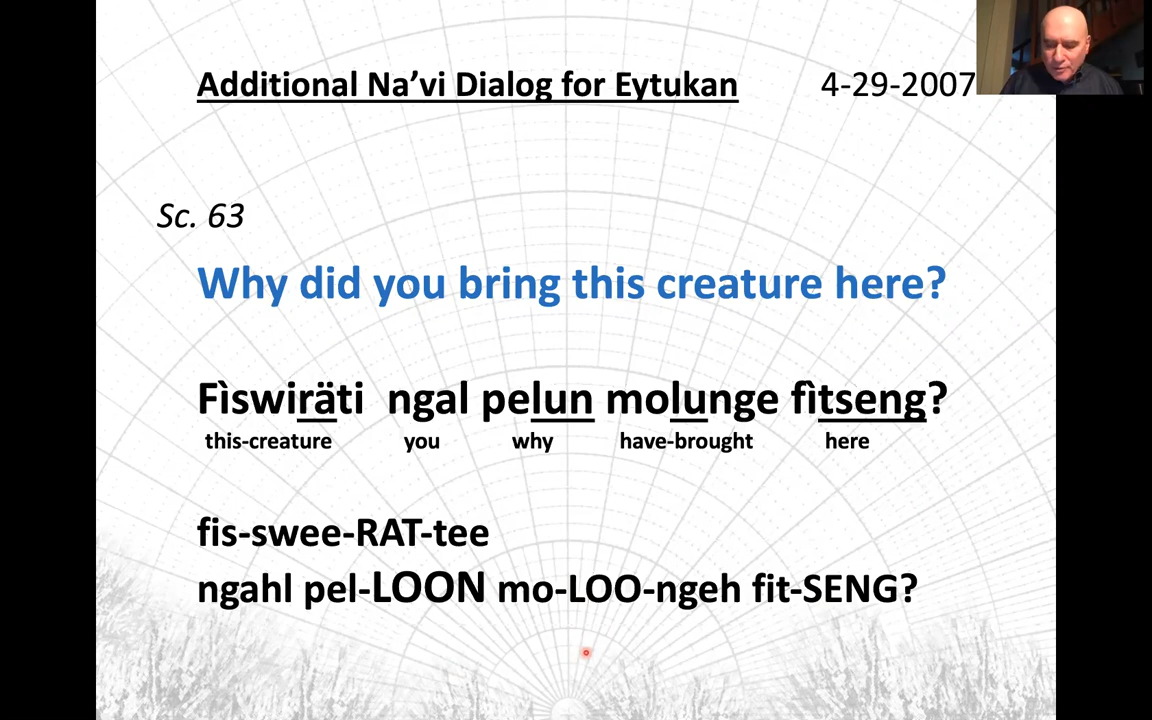 Additional Na’vi Dialog for Eytukan 4-29-2007
Sc. 63
Why did you bring this creature here?
Fìswiräti ngal pelun molunge fìtseng?
this-creature you why have-brought here
fis-swee-RAT-tee
ngahl pel-LOON mo-LOO-ngeh fit-SENG?